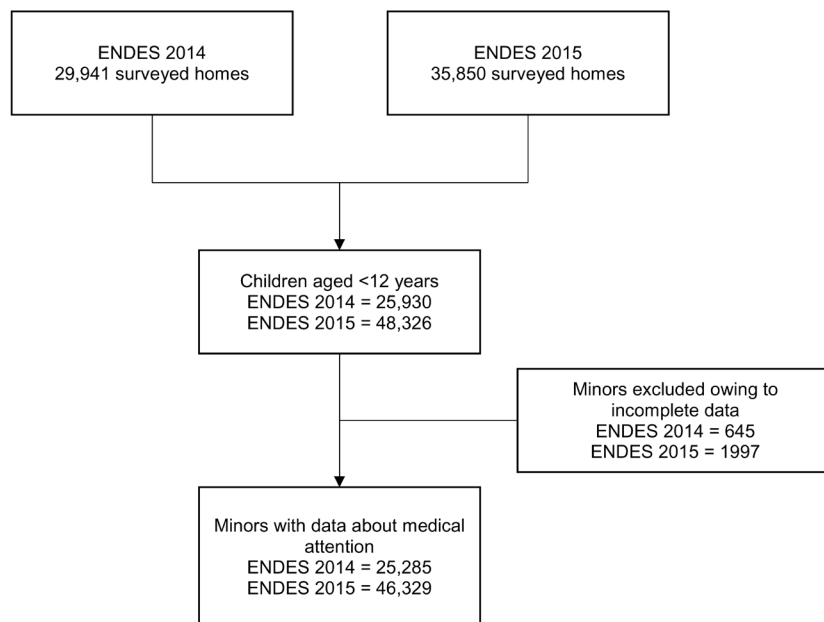 ENDES 2014
29,941 surveyed homes
ENDES 2015
35,850 surveyed homes
Children aged <12 years
ENDES 2014 = 25,930
ENDES 2015 = 48,326
Minors excluded owing to
incomplete data
ENDES 2014 = 645
ENDES 2015 = 1997
Minors with data about medical
attention
ENDES 2014 = 25,285
ENDES 2015 = 46,329